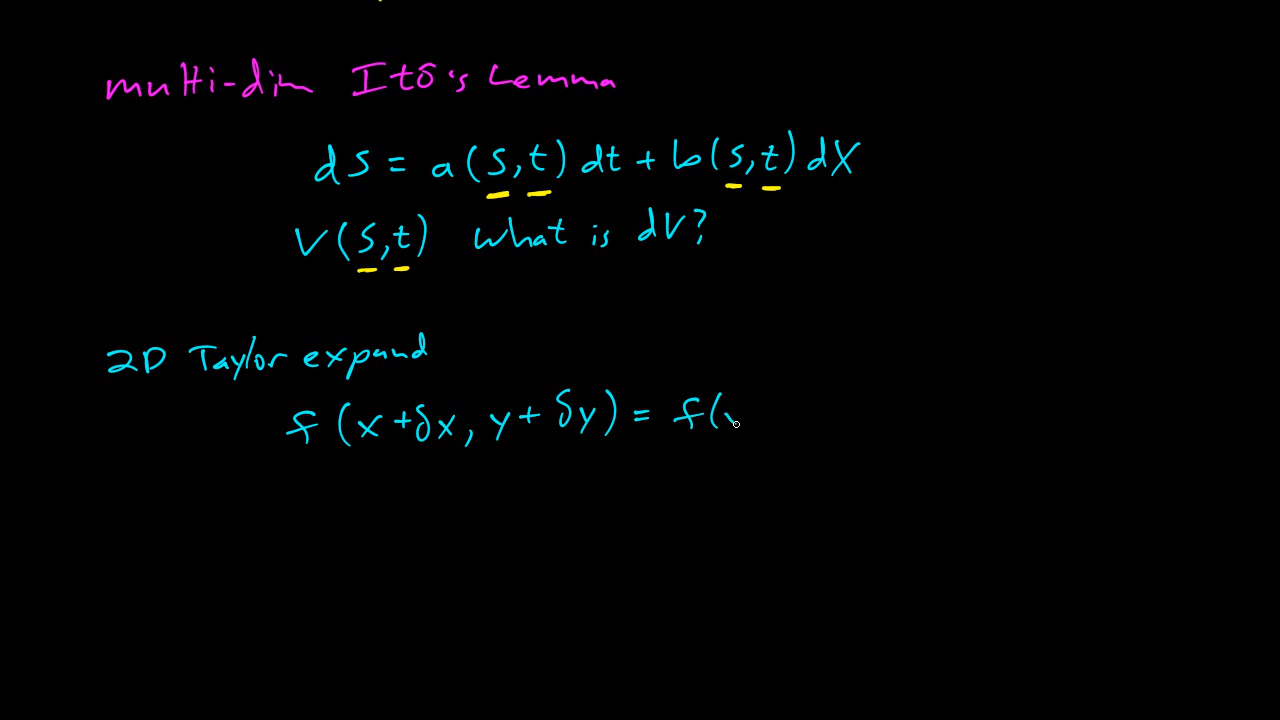 multi-dim Itô's Lemma
dS = a(S,t) dt + b(S,t) dX
V(S,t) What is dV?
2D Taylor expand
f(x+δx, y+δy) = f(